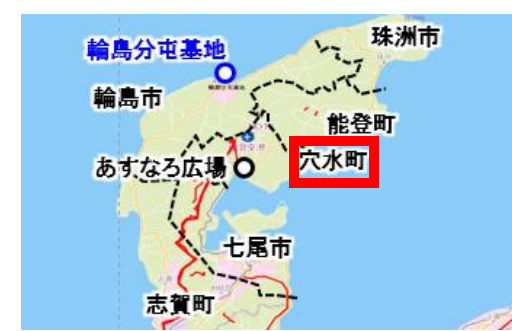 珠洲市
輪島分屯基地
輪島市
能登町
穴水町
あすなろ広場
七尾市
志賀町